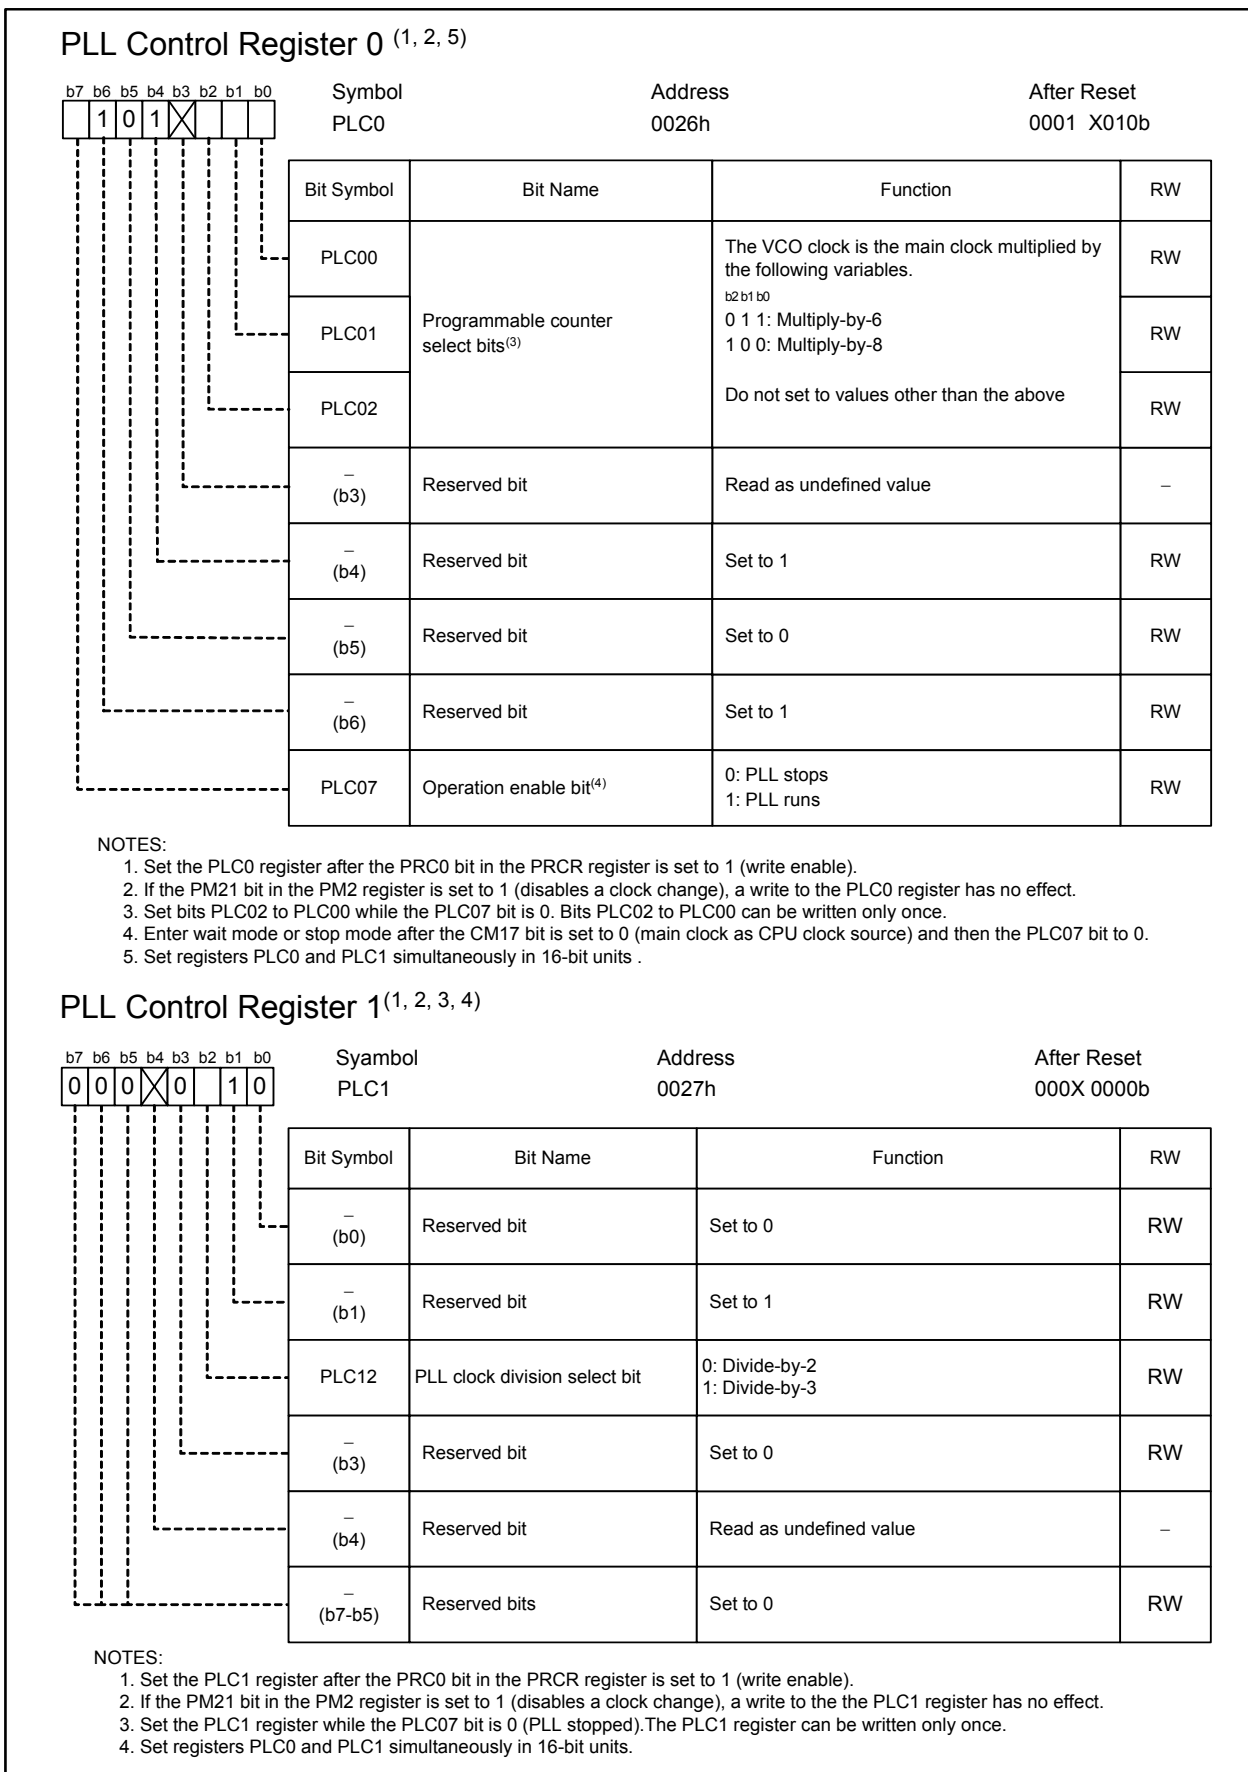 PLL Control Register 0 (1, 2, 5)
b7 b6 b5 b4 b3 b2 b1 b0
1 0 1
Symbol Address After Reset
PLC0 0026h 0001 X010b
Bit Symbol Bit Name Function RW
PLC00 The VCO clock is the main clock multiplied by RW
the following variables.
b2 b1 b0
PLC01 Programmable counter 0 1 1: Multiply-by-6 RW
select bits(3) 1 0 0: Multiply-by-8
PLC02 Do not set to values other than the above RW
–
(b3) Reserved bit Read as undefined value –
–
(b4) Reserved bit Set to 1 RW
–
(b5) Reserved bit Set to 0 RW
–
(b6) Reserved bit Set to 1 RW
PLC07 Operation enable bit(4) 0: PLL stops RW
1: PLL runs
NOTES:
1. Set the PLC0 register after the PRC0 bit in the PRCR register is set to 1 (write enable).
2. If the PM21 bit in the PM2 register is set to 1 (disables a clock change), a write to the PLC0 register has no effect.
3. Set bits PLC02 to PLC00 while the PLC07 bit is 0. Bits PLC02 to PLC00 can be written only once.
4. Enter wait mode or stop mode after the CM17 bit is set to 0 (main clock as CPU clock source) and then the PLC07 bit to 0.
5. Set registers PLC0 and PLC1 simultaneously in 16-bit units .
PLL Control Register 1(1, 2, 3, 4)
b7 b6 b5 b4 b3 b2 b1 b0
0 0 0 0 1 0
Syambol Address After Reset
PLC1 0027h 000X 0000b
Bit Symbol Bit Name Function RW
–
(b0) Reserved bit Set to 0 RW
–
(b1) Reserved bit Set to 1 RW
PLC12 PLL clock division select bit 0: Divide-by-2 RW
1: Divide-by-3
–
(b3) Reserved bit Set to 0 RW
–
(b4) Reserved bit Read as undefined value –
–
(b7-b5) Reserved bits Set to 0 RW
NOTES:
1. Set the PLC1 register after the PRC0 bit in the PRCR register is set to 1 (write enable).
2. If the PM21 bit in the PM2 register is set to 1 (disables a clock change), a write to the the PLC1 register has no effect.
3. Set the PLC1 register while the PLC07 bit is 0 (PLL stopped).The PLC1 register can be written only once.
4. Set registers PLC0 and PLC1 simultaneously in 16-bit units.